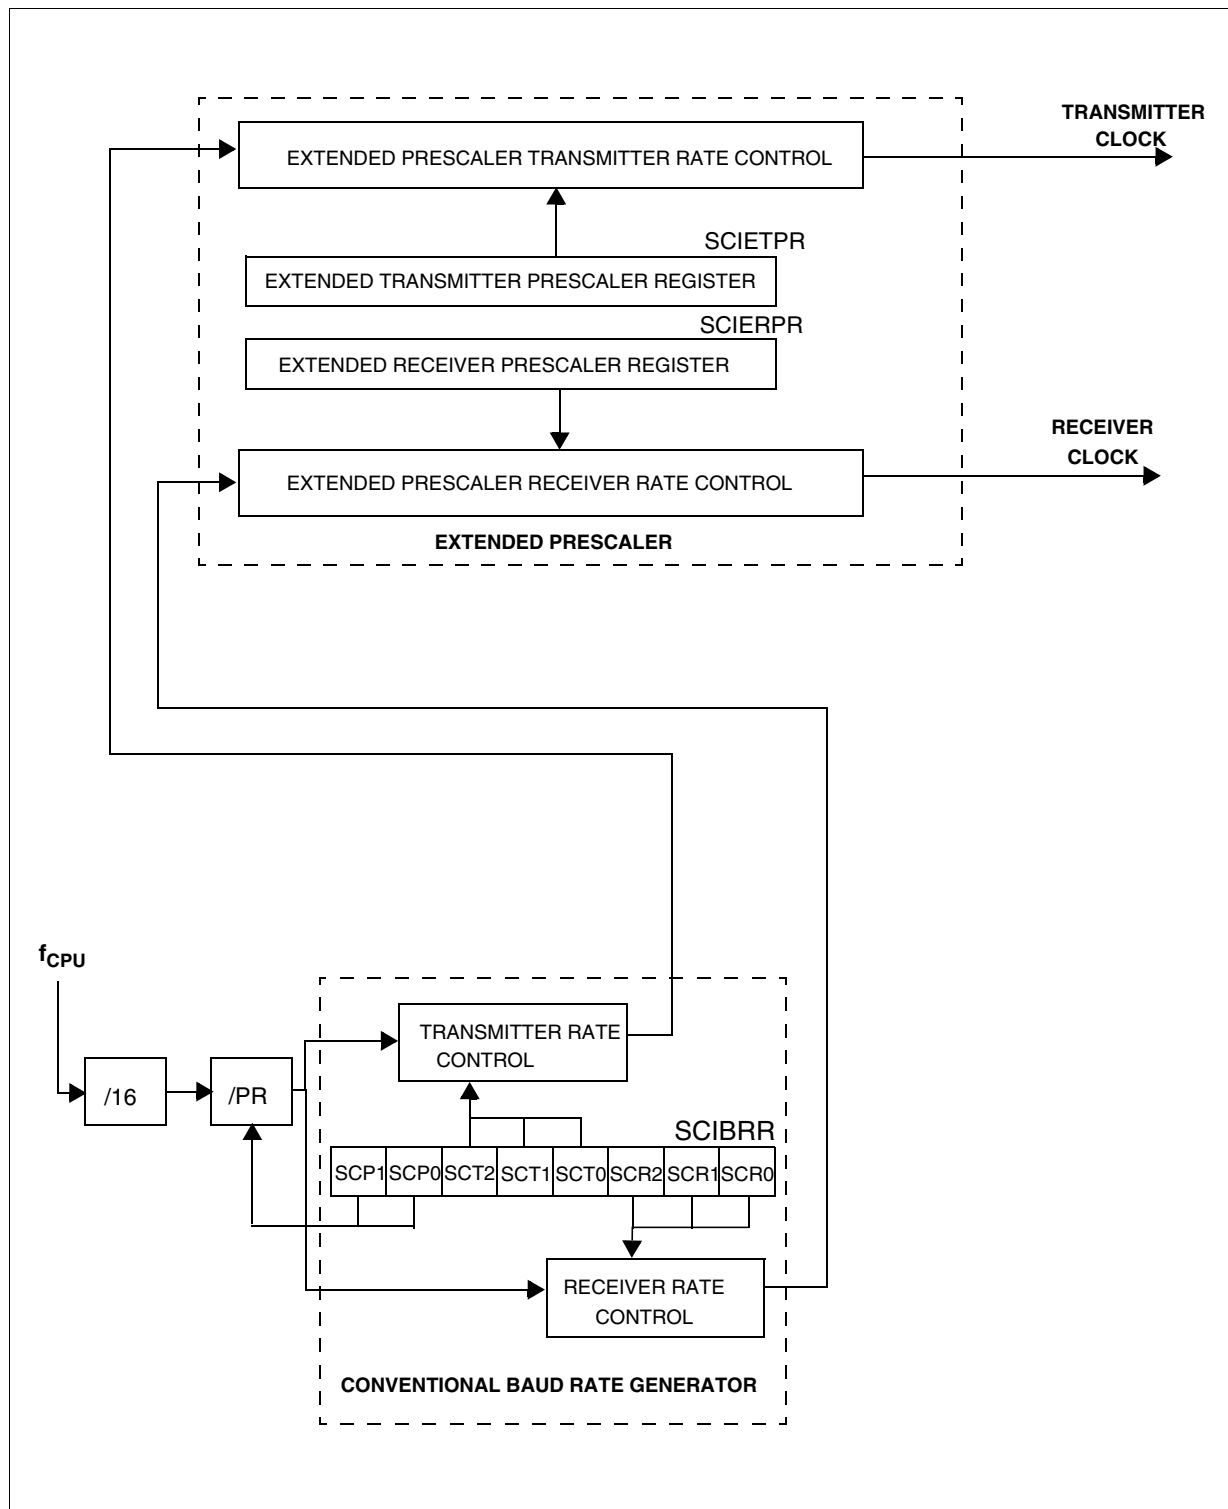 TRANSMITTER
CLOCK
EXTENDED PRESCALER TRANSMITTER RATE CONTROL
SCIETPR
EXTENDED TRANSMITTER PRESCALER REGISTER
SCIERPR
EXTENDED RECEIVER PRESCALER REGISTER
RECEIVER
CLOCK
EXTENDED PRESCALER RECEIVER RATE CONTROL
EXTENDED PRESCALER
fCPU
TRANSMITTER RATE
CONTROL
/16
/PR
SCIBRR
SCP1 SCP0 SCT2 SCT1 SCT0 SCR2 SCR1 SCR0
RECEIVER RATE
CONTROL
CONVENTIONAL BAUD RATE GENERATOR